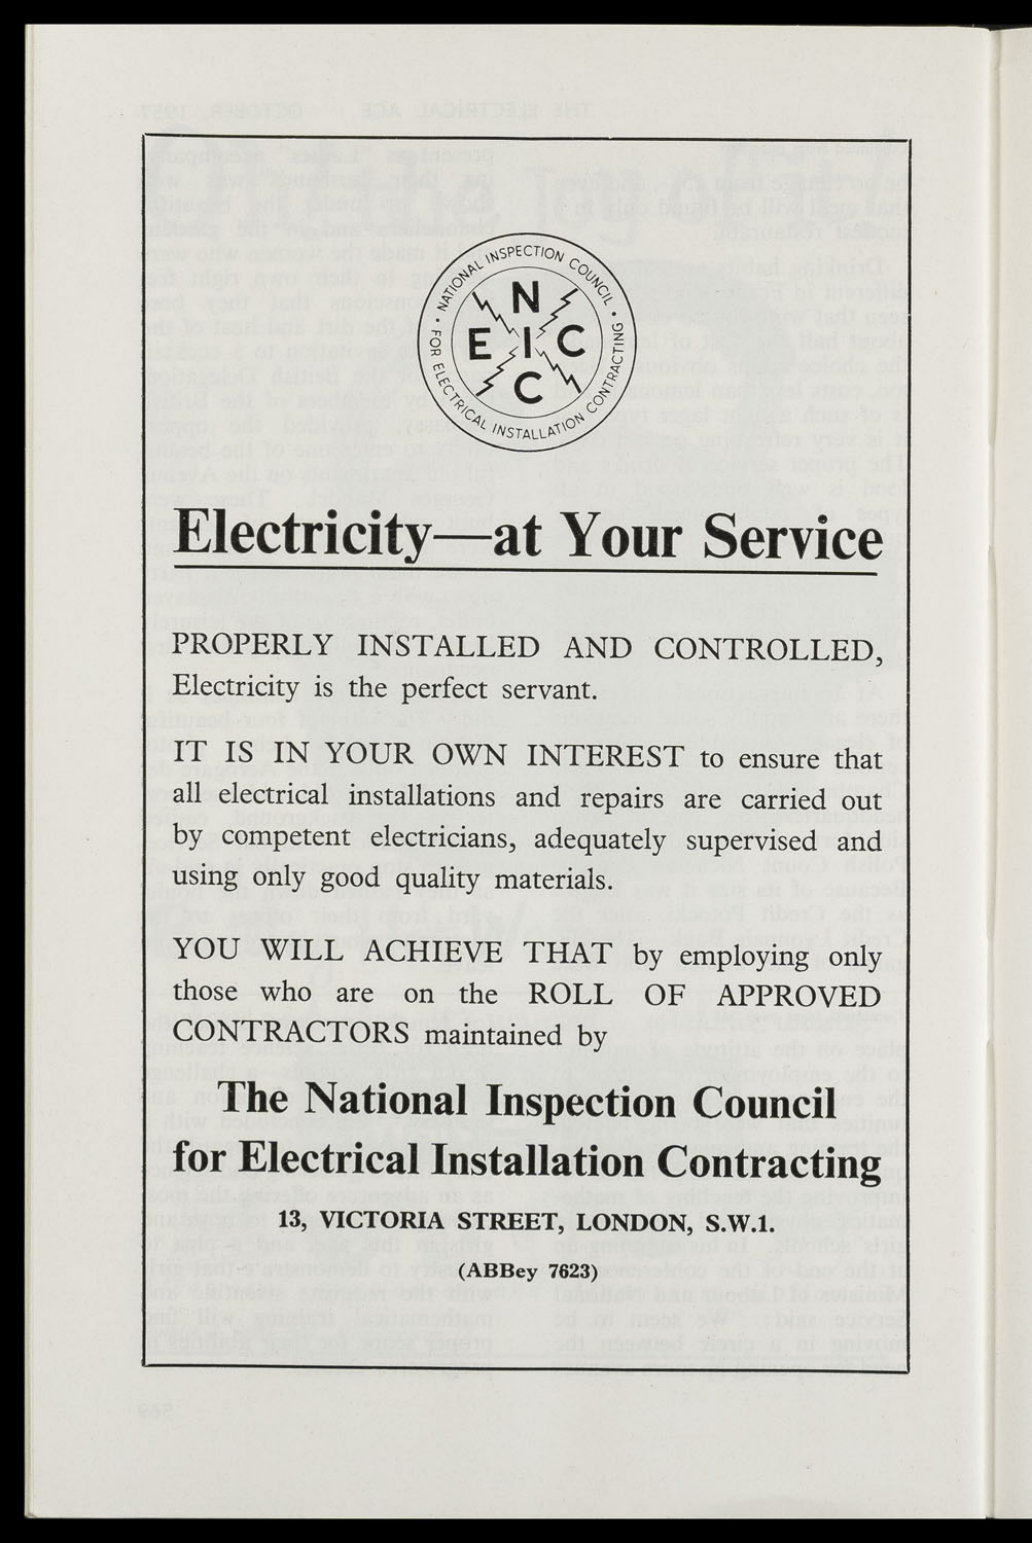 NATIONAL INSPECTION COUNCIL
FOR ELECTRICAL INSTALLATION CONTRACTING
N
E I C
C
Electricity—at Your Service
PROPERLY INSTALLED AND CONTROLLED,
Electricity is the perfect servant.
IT IS IN YOUR OWN INTEREST to ensure that
all electrical installations and repairs are carried out
by competent electricians, adequately supervised and
using only good quality materials.
YOU WILL ACHIEVE THAT by employing only
those who are on the ROLL OF APPROVED
CONTRACTORS maintained by
The National Inspection Council
for Electrical Installation Contracting
13, VICTORIA STREET, LONDON, S.W.1.
(ABBey 7623)